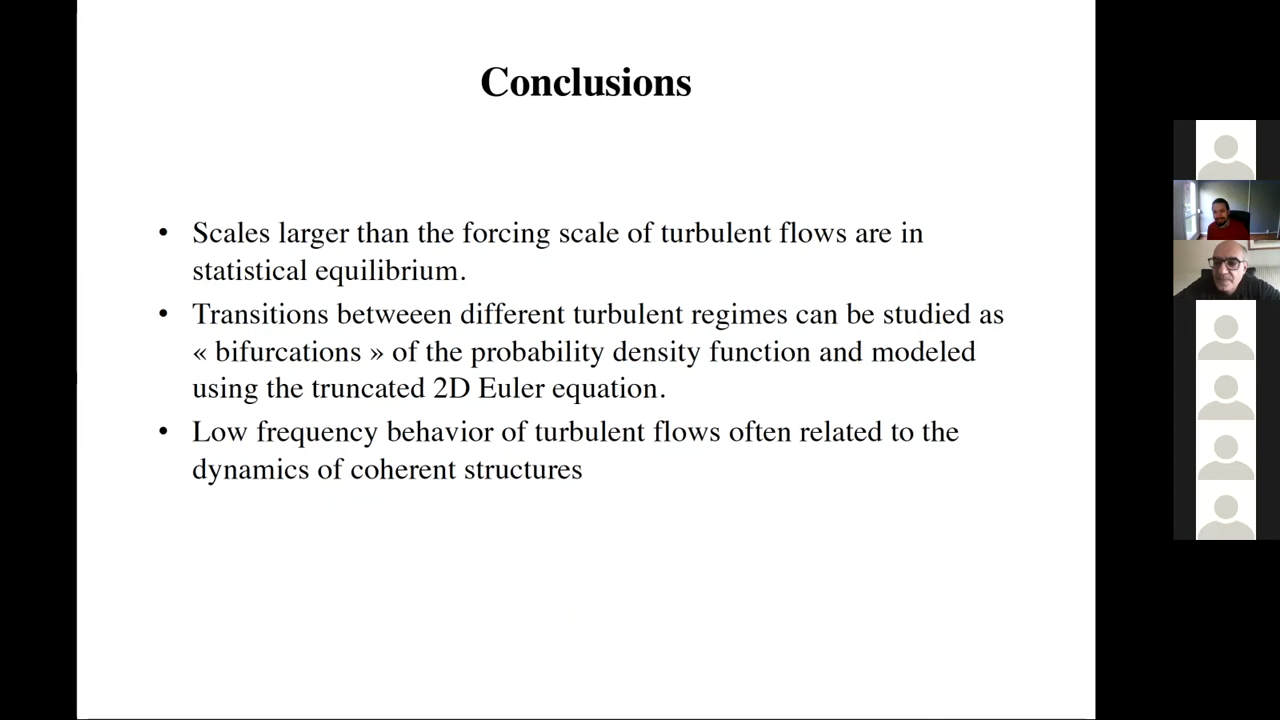 Conclusions
• Scales larger than the forcing scale of turbulent flows are in
statistical equilibrium.
• Transitions betweeen different turbulent regimes can be studied as
« bifurcations » of the probability density function and modeled
using the truncated 2D Euler equation.
• Low frequency behavior of turbulent flows often related to the
dynamics of coherent structures